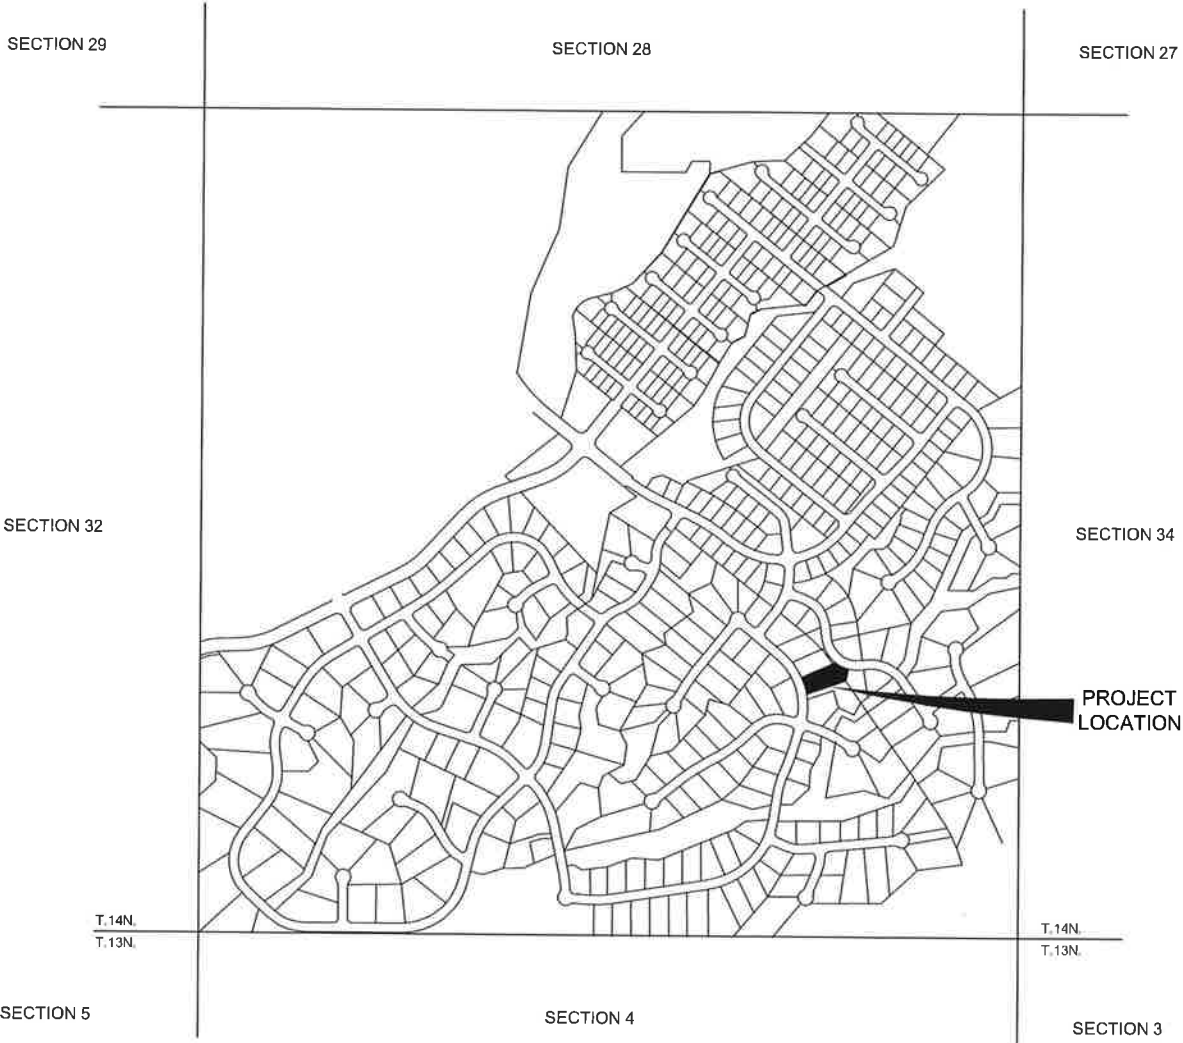 SECTION 29
SECTION 28
SECTION 27
SECTION 32
SECTION 34
PROJECT
LOCATION
T.14N.
T.13N.
T.14N.
T.13N.
SECTION 5
SECTION 4
SECTION 3